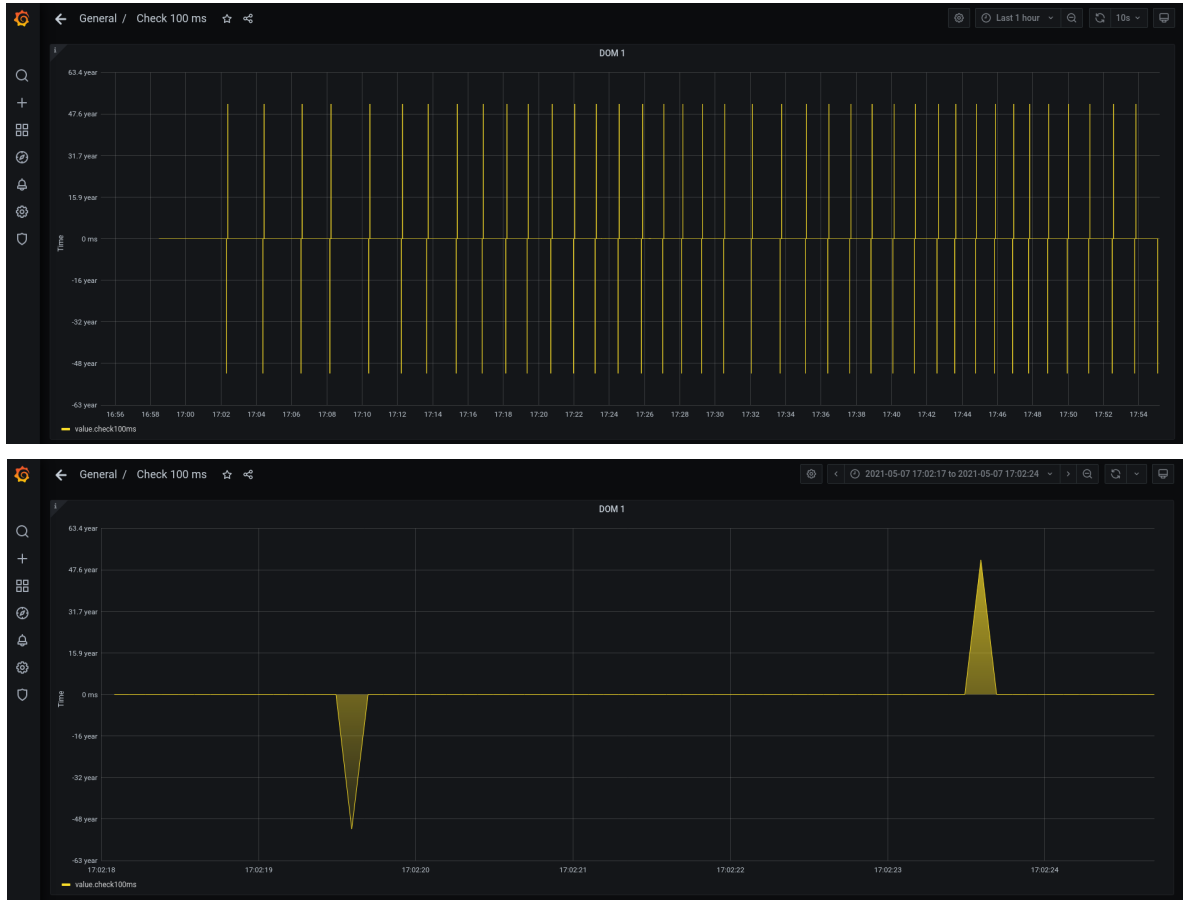 General / Check 100 ms
Last 1 hour
10s
DOM 1
63.4 year
47.6 year
31.7 year
15.9 year
0 ms
-16 year
-32 year
-48 year
-63 year
Time
16:56 16:58 17:00 17:02 17:04 17:06 17:08 17:10 17:12 17:14 17:16 17:18 17:20 17:22 17:24 17:26 17:28 17:30 17:32 17:34 17:36 17:38 17:40 17:42 17:44 17:46 17:48 17:50 17:52 17:54
value.check100ms
General / Check 100 ms
2021-05-07 17:02:17 to 2021-05-07 17:02:24
DOM 1
63.4 year
47.6 year
31.7 year
15.9 year
0 ms
-16 year
-32 year
-48 year
-63 year
Time
17:02:18 17:02:19 17:02:20 17:02:21 17:02:22 17:02:23 17:02:24
value.check100ms